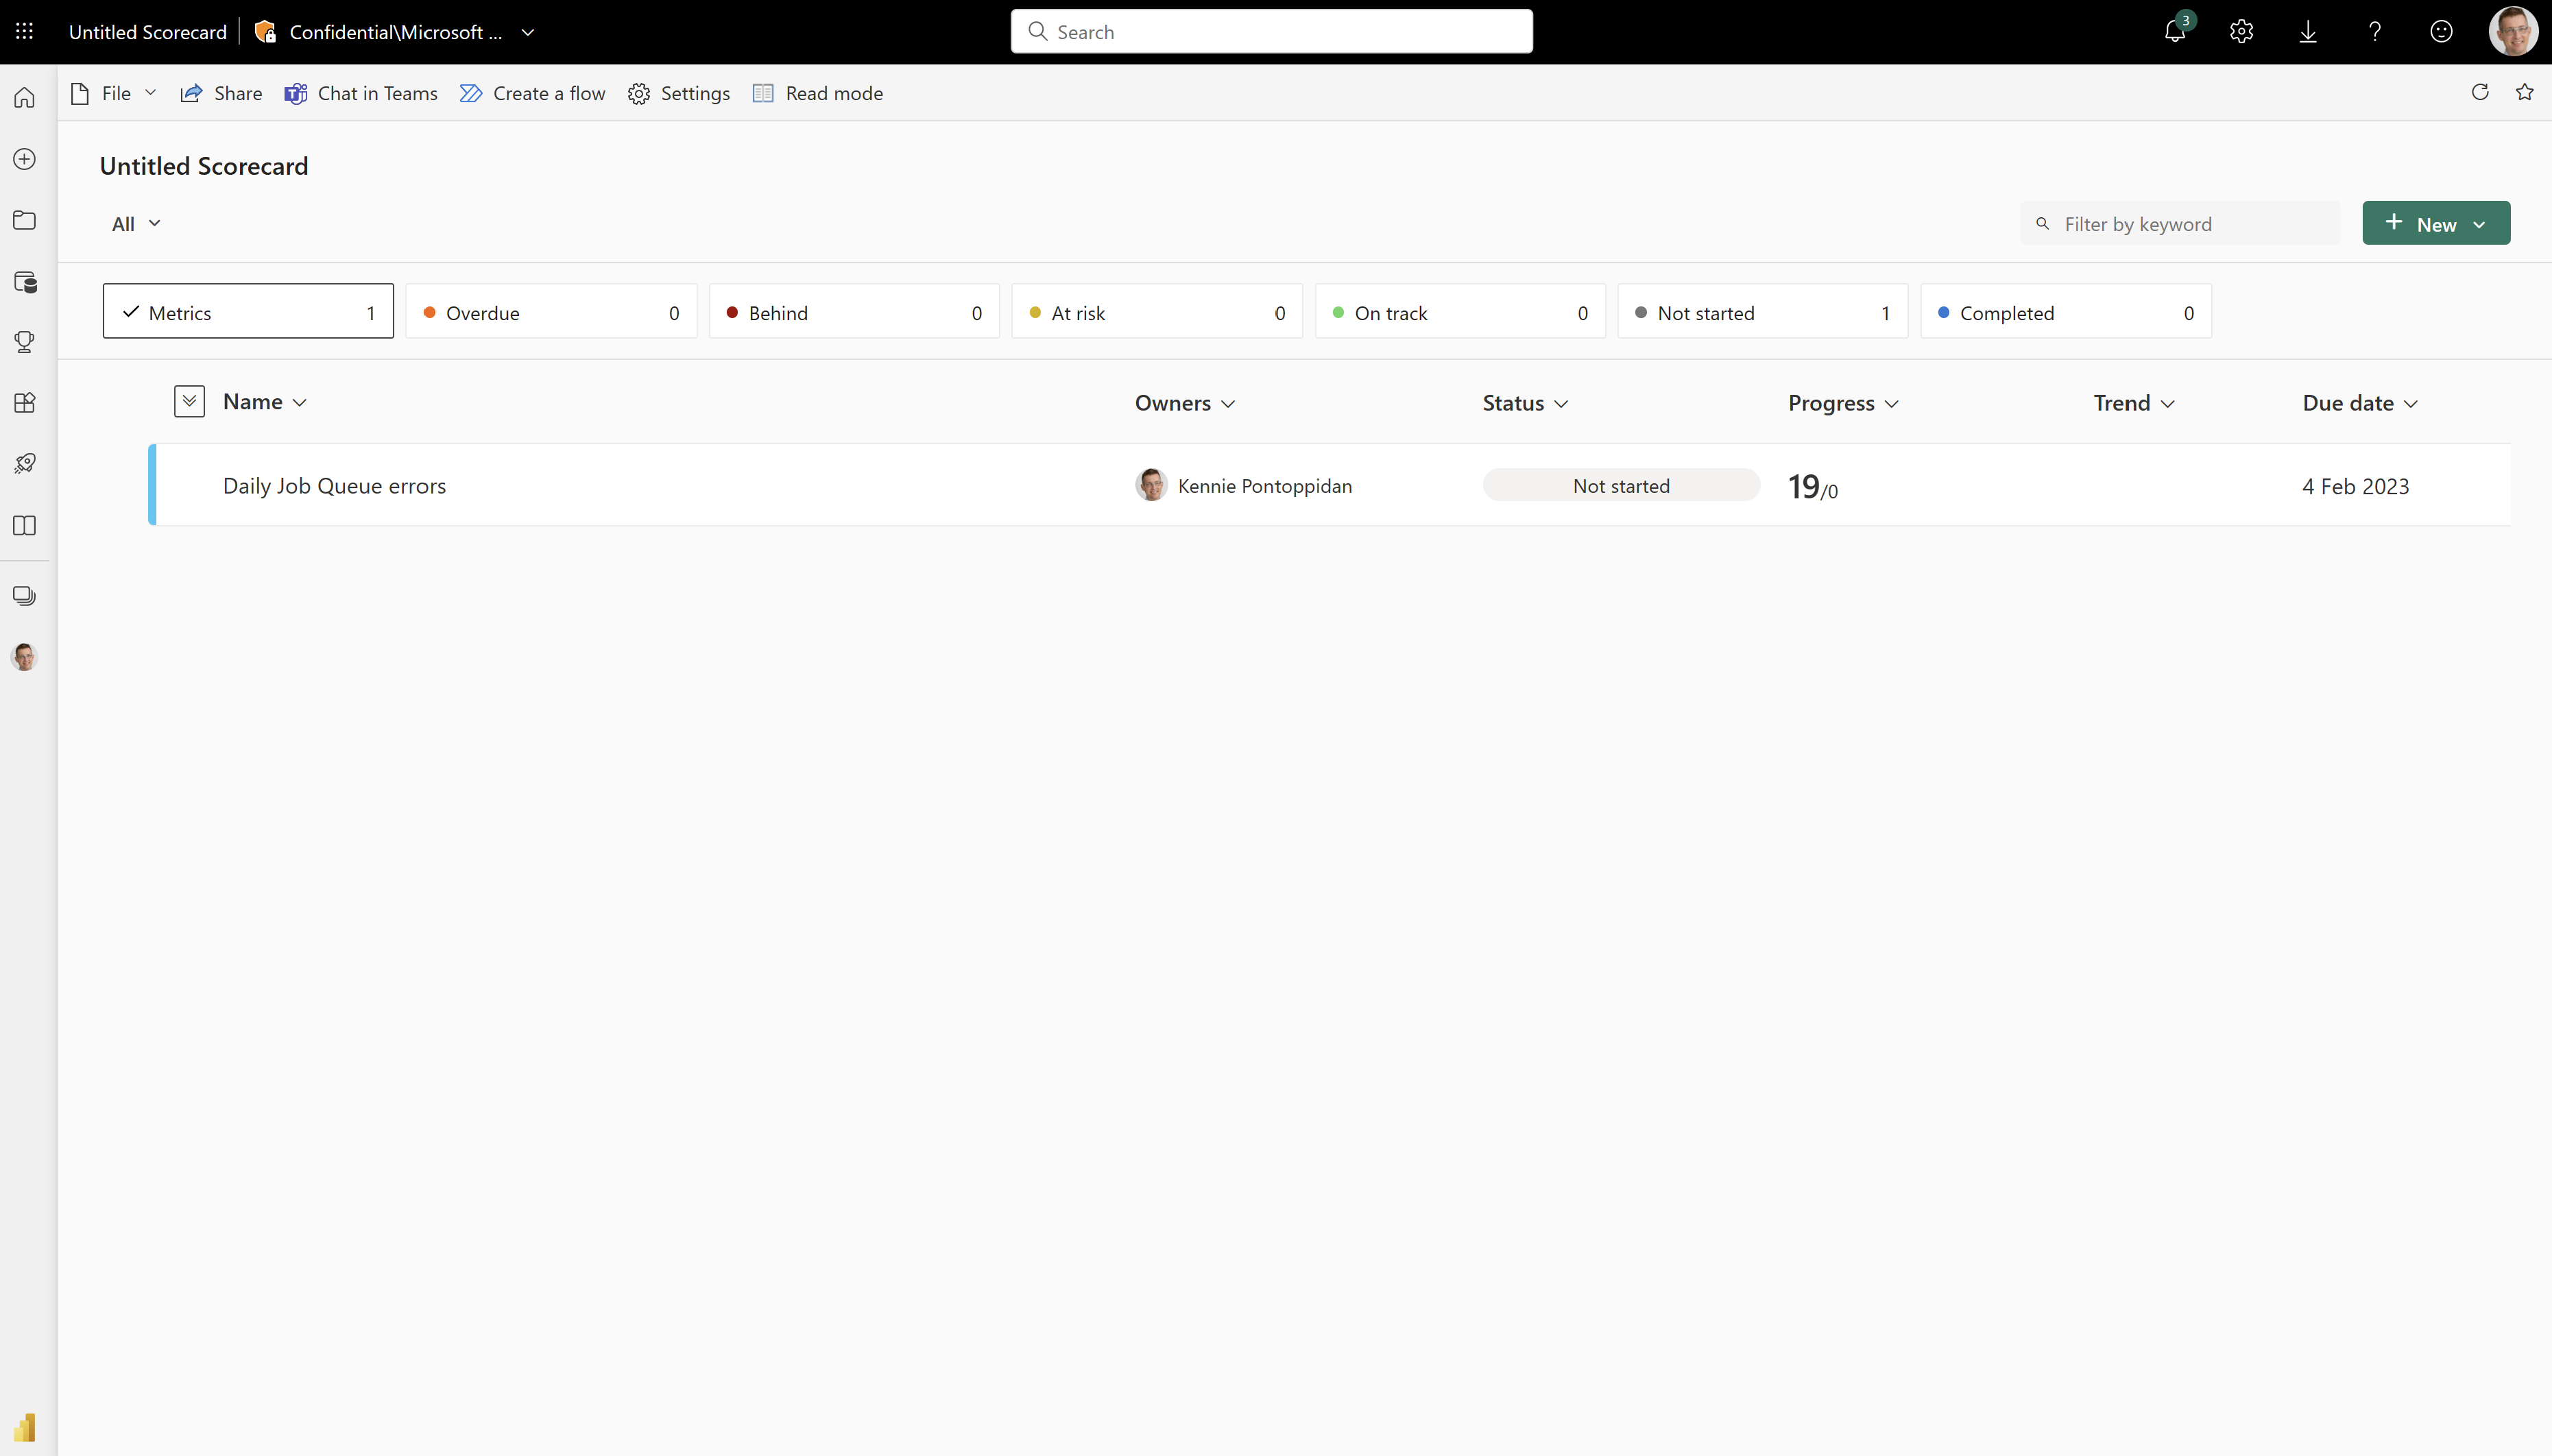 Untitled Scorecard Confidential\Microsoft ... Search 3
File Share Chat in Teams Create a flow Settings Read mode
Untitled Scorecard
All Filter by keyword + New
Metrics 1 Overdue 0 Behind 0 At risk 0 On track 0 Not started 1 Completed 0
Name Owners Status Progress Trend Due date
Daily Job Queue errors Kennie Pontoppidan Not started 19/0 4 Feb 2023